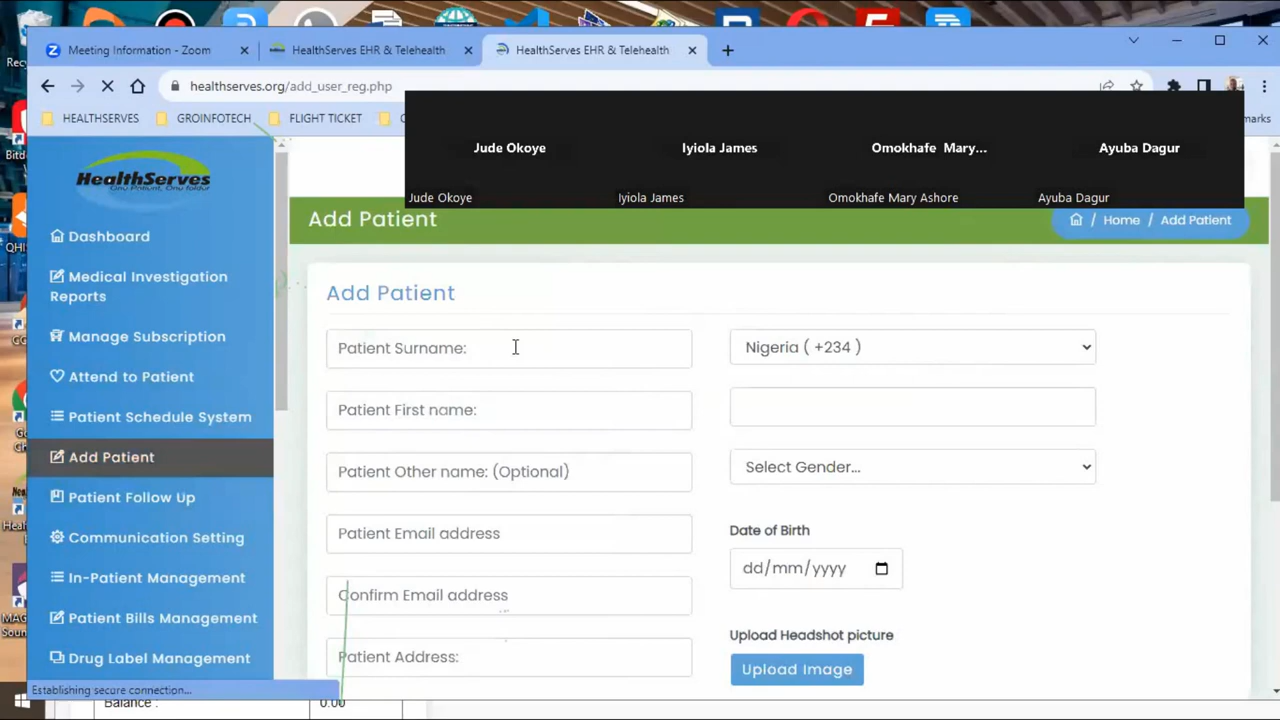 Meeting Information - Zoom
HealthServes EHR & Telehealth
HealthServes EHR & Telehealth
healthserves.org/add_user_reg.php
HEALTHSERVES
GROINFOTECH
FLIGHT TICKET
Jude Okoye
Iyiola James
Omokhafe Mary...
Ayuba Dagur
Jude Okoye
Iyiola James
Omokhafe Mary Ashore
Ayuba Dagur
HealthServes
Dashboard
Medical Investigation
Reports
Manage Subscription
Attend to Patient
Patient Schedule System
Add Patient
Patient Follow Up
Communication Setting
In-Patient Management
Patient Bills Management
Drug Label Management
Add Patient
/ Home / Add Patient
Add Patient
Patient Surname:
Patient First name:
Patient Other name: (Optional)
Patient Email address
Confirm Email address
Patient Address:
Nigeria ( +234 )
Select Gender...
Date of Birth
dd/mm/yyyy
Upload Headshot picture
Upload Image
Establishing secure connection...
Balance :
0.00